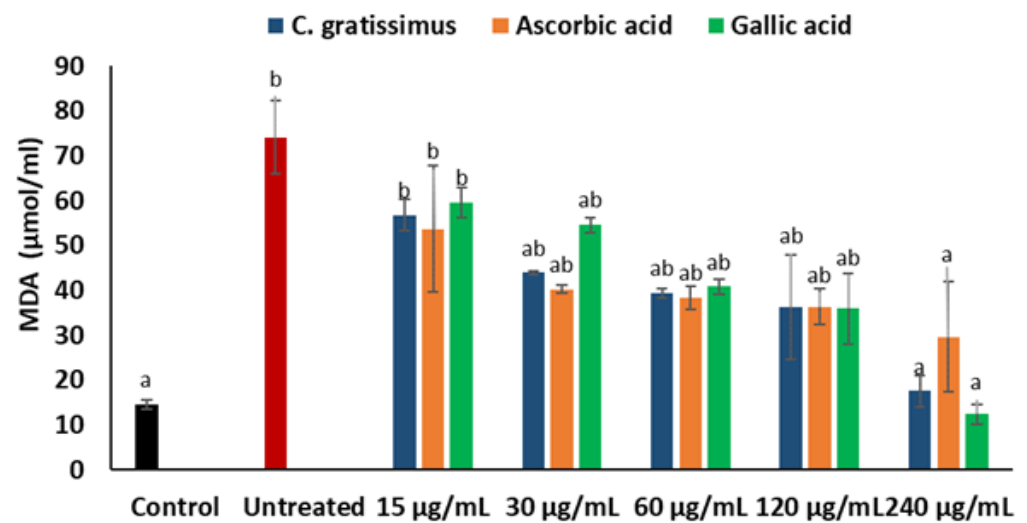 C. gratissimus Ascorbic acid Gallic acid
MDA (µmol/ml)
90
80
70
60
50
40
30
20
10
0
a
b
b b b
ab ab ab
ab ab ab
ab ab ab
a a a
Control Untreated 15 µg/mL 30 µg/mL 60 µg/mL 120 µg/mL 240 µg/mL